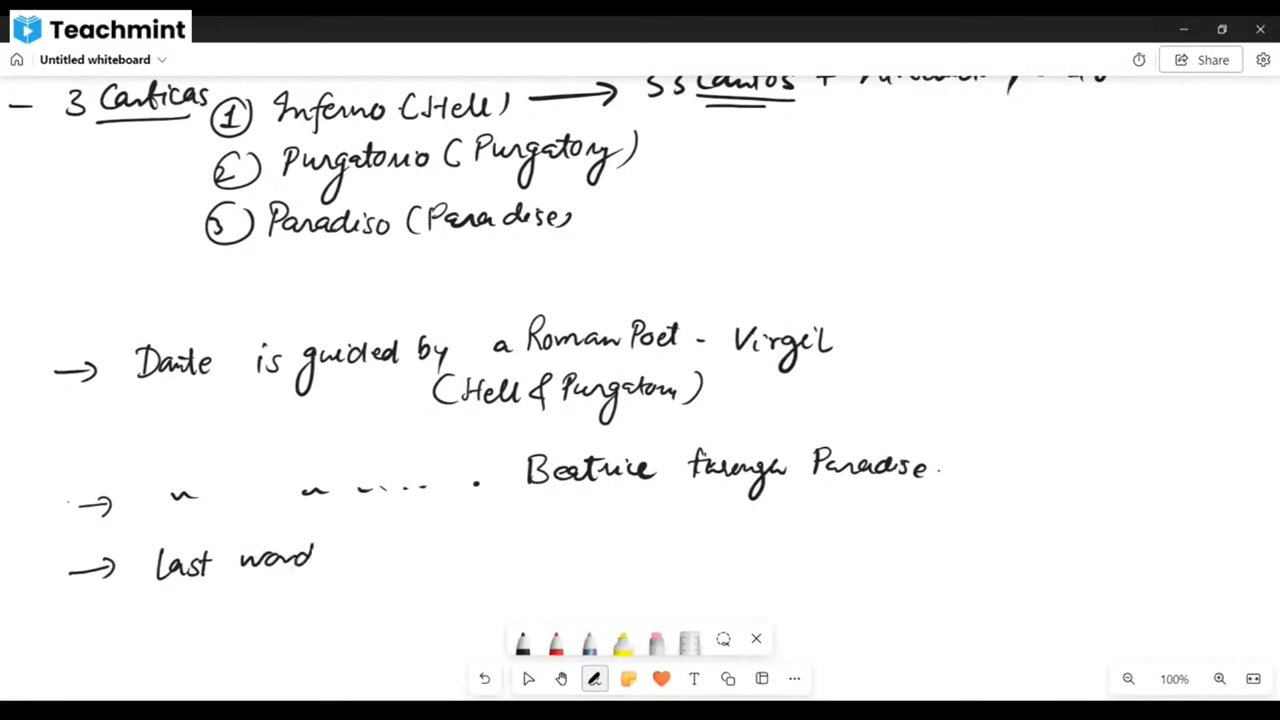 Teachmint
Untitled whiteboard
Share
33 Cantos +
- 3 Canticas ① Inferno (Hell) →
② Purgatorio (Purgatory)
③ Paradiso (Paradise)
→ Dante is guided by a Roman Poet - Virgil
(Hell & Purgatory)
→ " " . . . . . Beatrice through Paradise.
→ Last word
100%